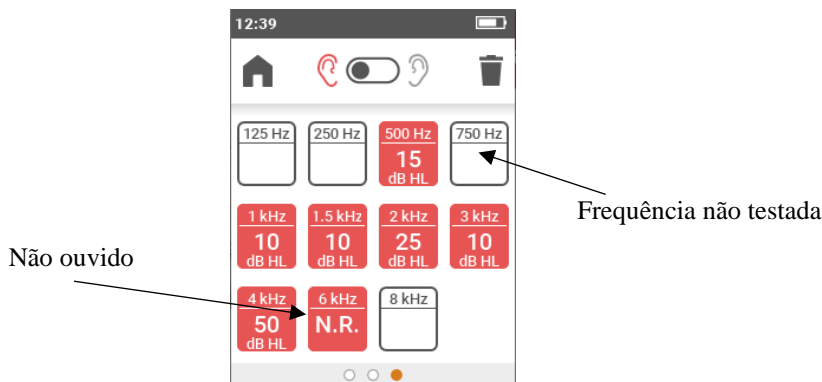 12:39
125 Hz 250 Hz 500 Hz 750 Hz
15
dB HL
Frequência não testada
1 kHz 1.5 kHz 2 kHz 3 kHz
10 10 25 10
dB HL dB HL dB HL dB HL
Não ouvido
4 kHz 6 kHz 8 kHz
50 N.R.
dB HL